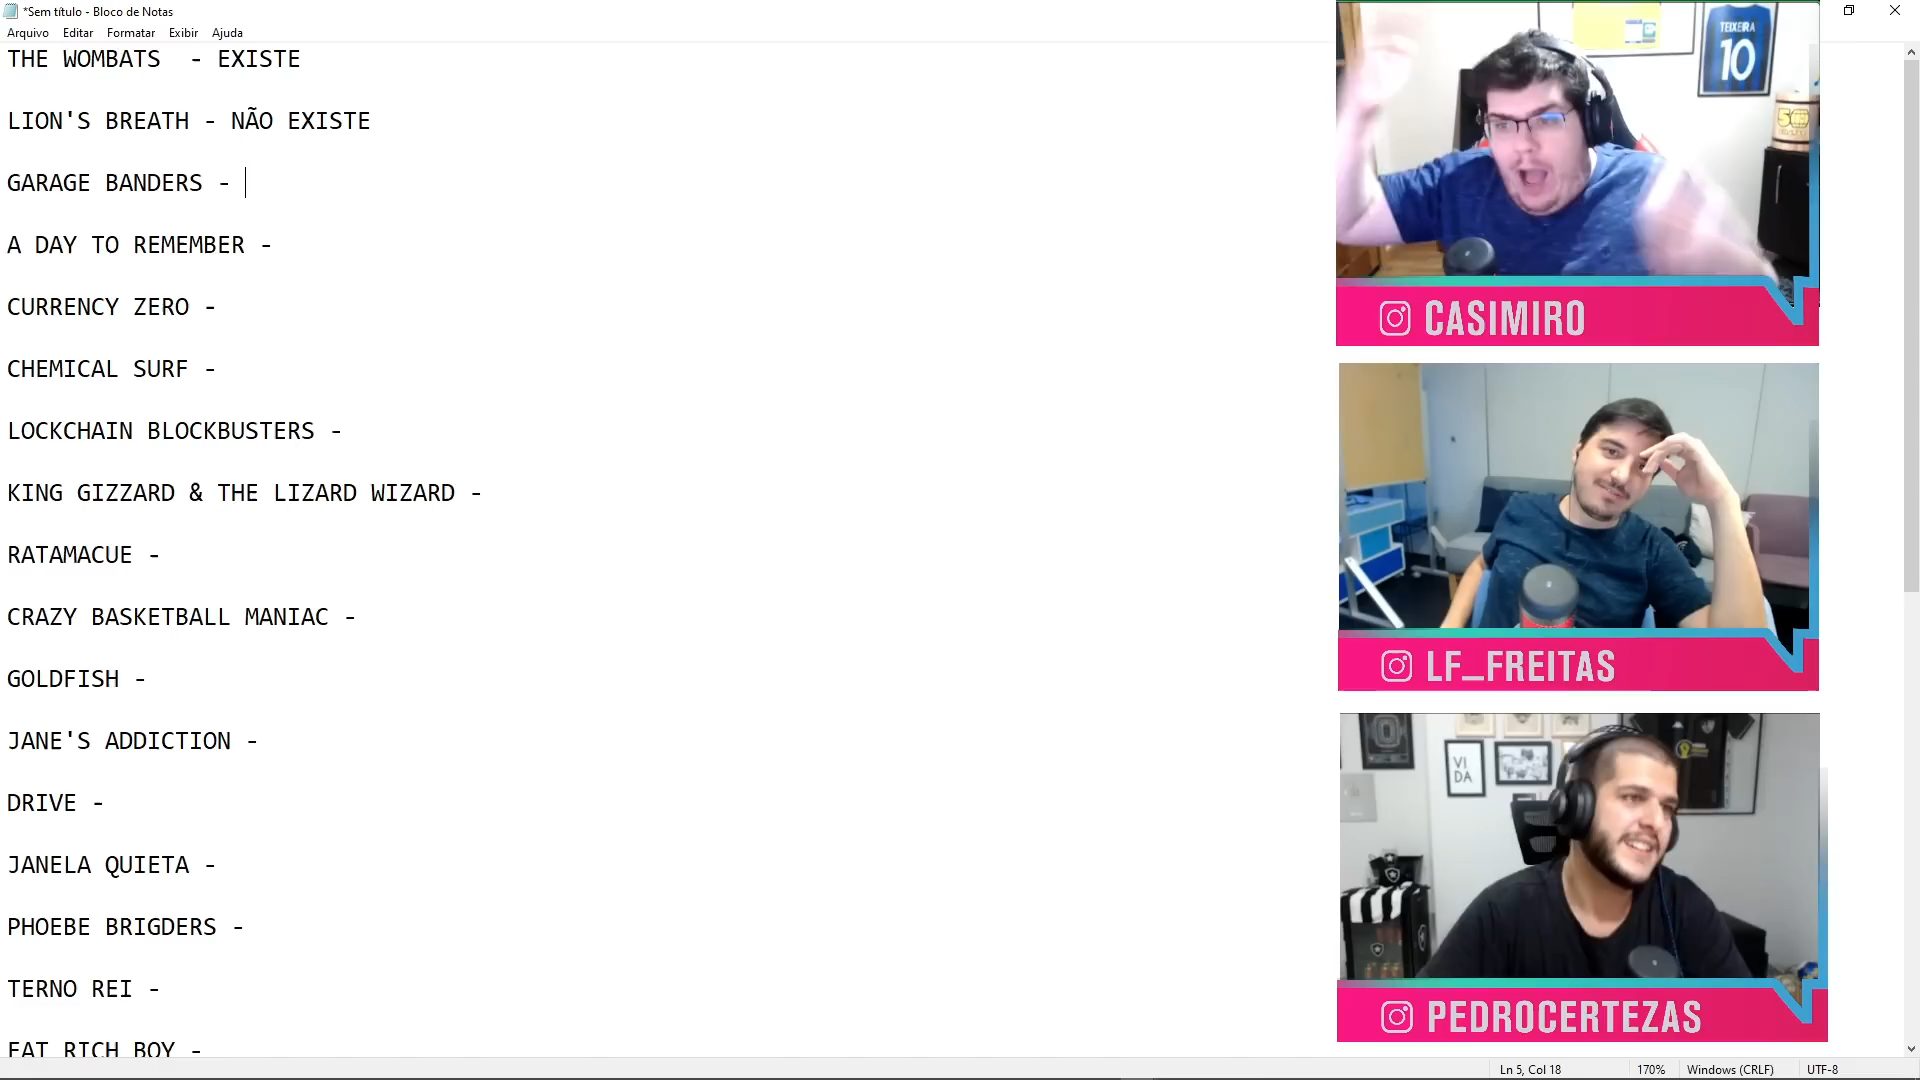 *Sem título - Bloco de Notas
Arquivo Editar Formatar Exibir Ajuda
THE WOMBATS - EXISTE
LION'S BREATH - NÃO EXISTE
GARAGE BANDERS -
A DAY TO REMEMBER -
CURRENCY ZERO -
CHEMICAL SURF -
LOCKCHAIN BLOCKBUSTERS -
KING GIZZARD & THE LIZARD WIZARD -
RATAMACUE -
CRAZY BASKETBALL MANIAC -
GOLDFISH -
JANE'S ADDICTION -
DRIVE -
JANELA QUIETA -
PHOEBE BRIGDERS -
TERNO REI -
FAT RICH BOY -
TEIXEIRA
10
50
CASIMIRO
LF_FREITAS
VI
DA
PEDROCERTEZAS
Ln 5, Col 18 170% Windows (CRLF) UTF-8